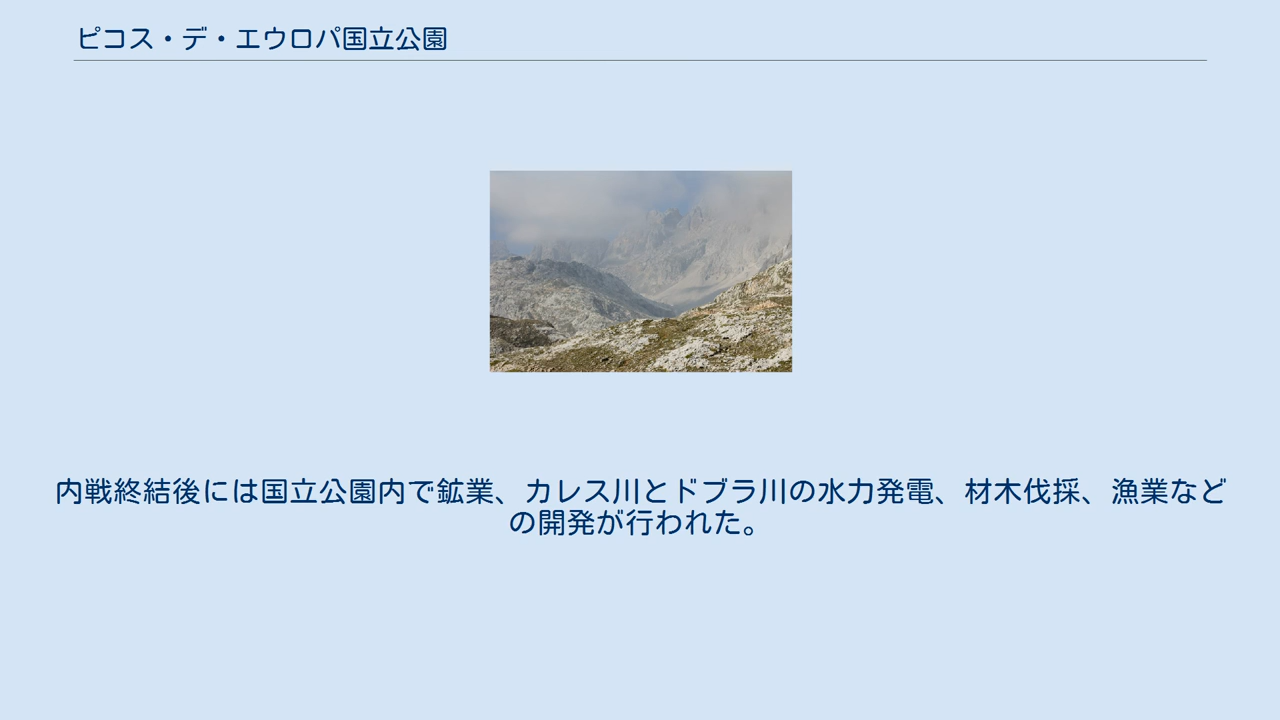 ピコス・デ・エウロパ国立公園
内戦終結後には国立公園内で鉱業、カレス川とドブラ川の水力発電、材木伐採、漁業など
の開発が行われた。